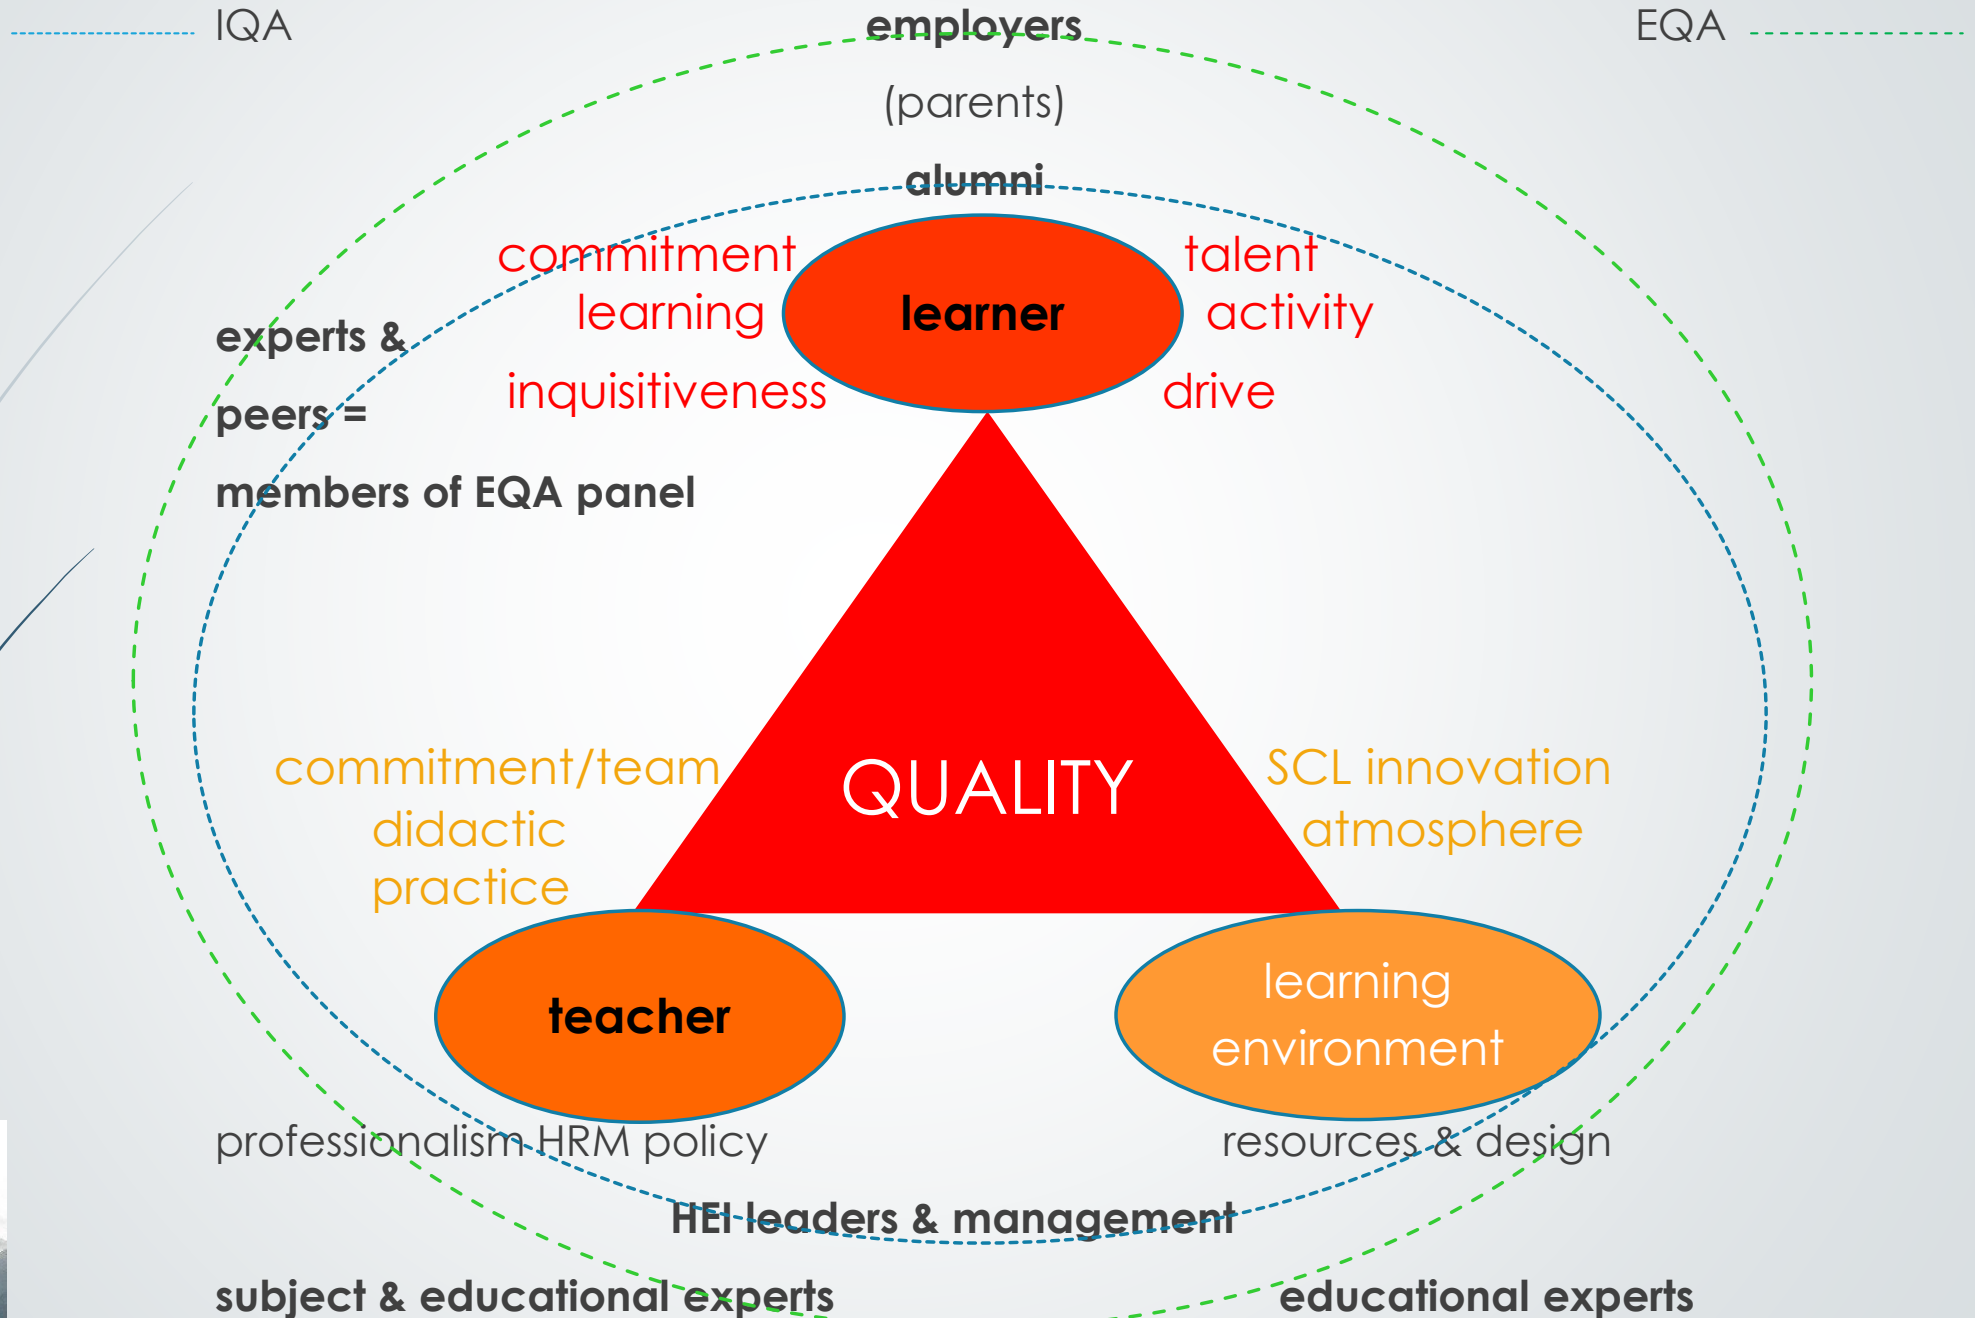 IQA
employers
EQA
(parents)
alumni
commitment
talent
learning
learner
activity
experts &
inquisitiveness
drive
peers =
members of EQA panel
commitment/team
QUALITY
SCL innovation
didactic
atmosphere
practice
teacher
learning
environment
professionalism HRM policy
resources & design
HEI leaders & management
subject & educational experts
educational experts